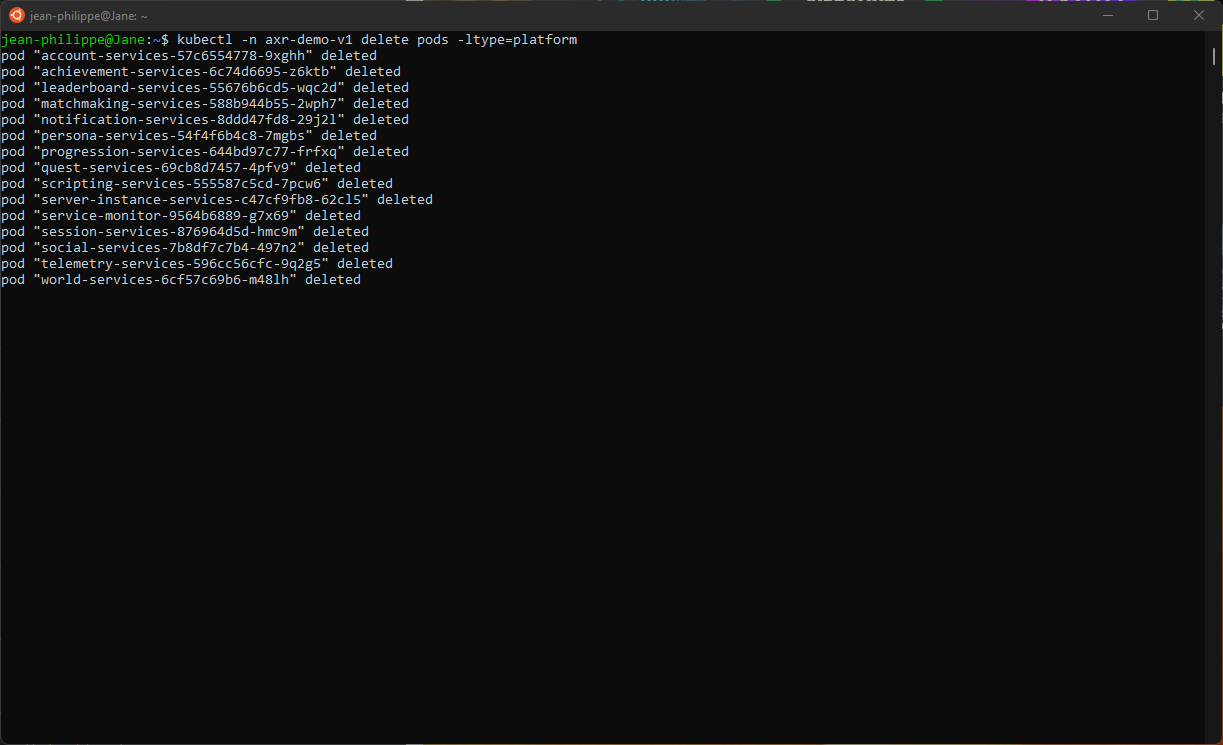 jean-philippe@Jane: ~
jean-philippe@Jane:~$ kubectl -n axr-demo-v1 delete pods -ltype=platform
pod "account-services-57c6554778-9xghh" deleted
pod "achievement-services-6c74d6695-z6ktb" deleted
pod "leaderboard-services-55676b6cd5-wqc2d" deleted
pod "matchmaking-services-588b944b55-2wph7" deleted
pod "notification-services-8ddd47fd8-29j2l" deleted
pod "persona-services-54f4f6b4c8-7mgbs" deleted
pod "progression-services-644bd97c77-frfxq" deleted
pod "quest-services-69cb8d7457-4pfv9" deleted
pod "scripting-services-555587c5cd-7pcw6" deleted
pod "server-instance-services-c47cf9fb8-62cl5" deleted
pod "service-monitor-9564b6889-g7x69" deleted
pod "session-services-876964d5d-hmc9m" deleted
pod "social-services-7b8df7c7b4-497n2" deleted
pod "telemetry-services-596cc56cfc-9q2g5" deleted
pod "world-services-6cf57c69b6-m48lh" deleted